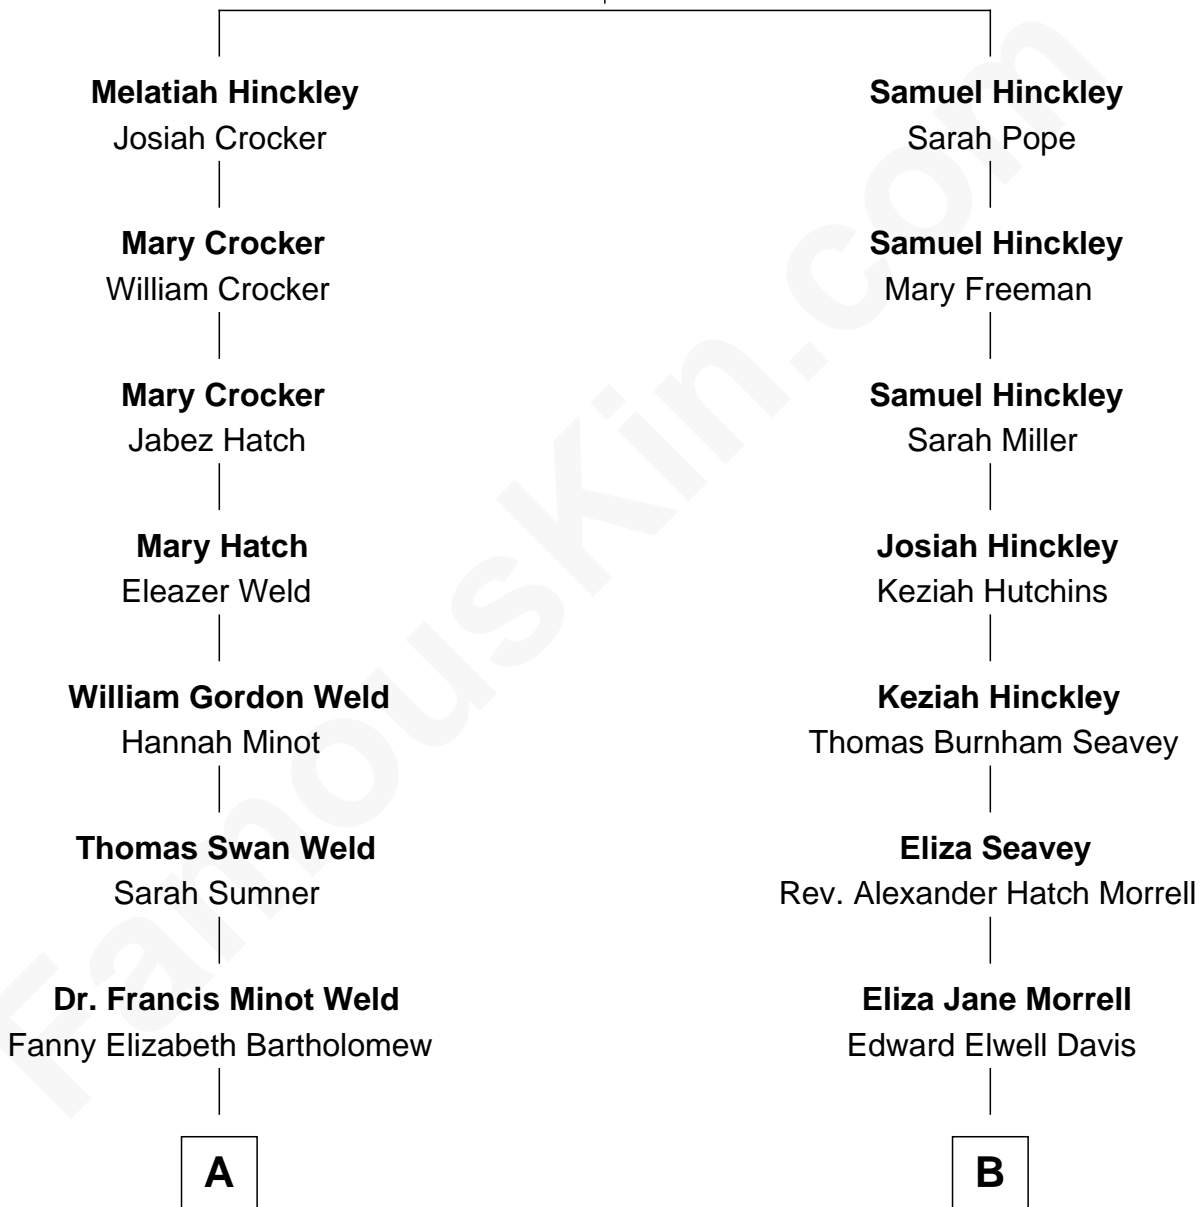 Melatiah Hinckley
Josiah Crocker
Mary Crocker
William Crocker
Mary Crocker
Jabez Hatch
Mary Hatch
Eleazer Weld
William Gordon Weld
Hannah Minot
Thomas Swan Weld
Sarah Sumner
Dr. Francis Minot Weld
Fanny Elizabeth Bartholomew
A
Samuel Hinckley
Sarah Pope
Samuel Hinckley
Mary Freeman
Samuel Hinckley
Sarah Miller
Josiah Hinckley
Keziah Hutchins
Keziah Hinckley
Thomas Burnham Seavey
Eliza Seavey
Rev. Alexander Hatch Morrell
Eliza Jane Morrell
Edward Elwell Davis
B
FamousKin.com